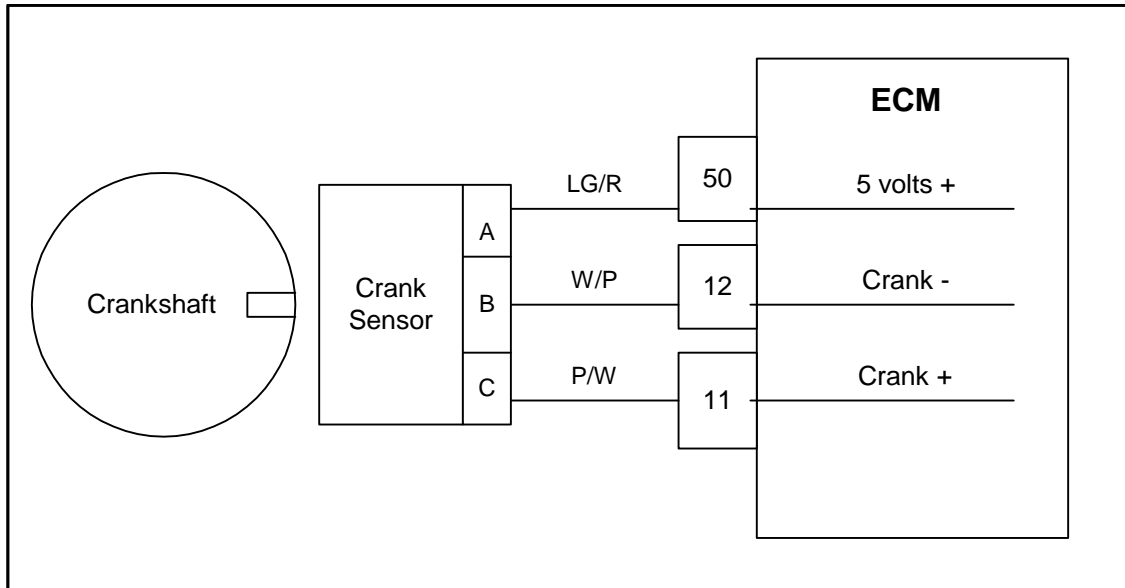 ECM
LG/R
50
5 volts +
A
Crankshaft
Crank
Sensor
B
W/P
12
Crank -
C
P/W
11
Crank +